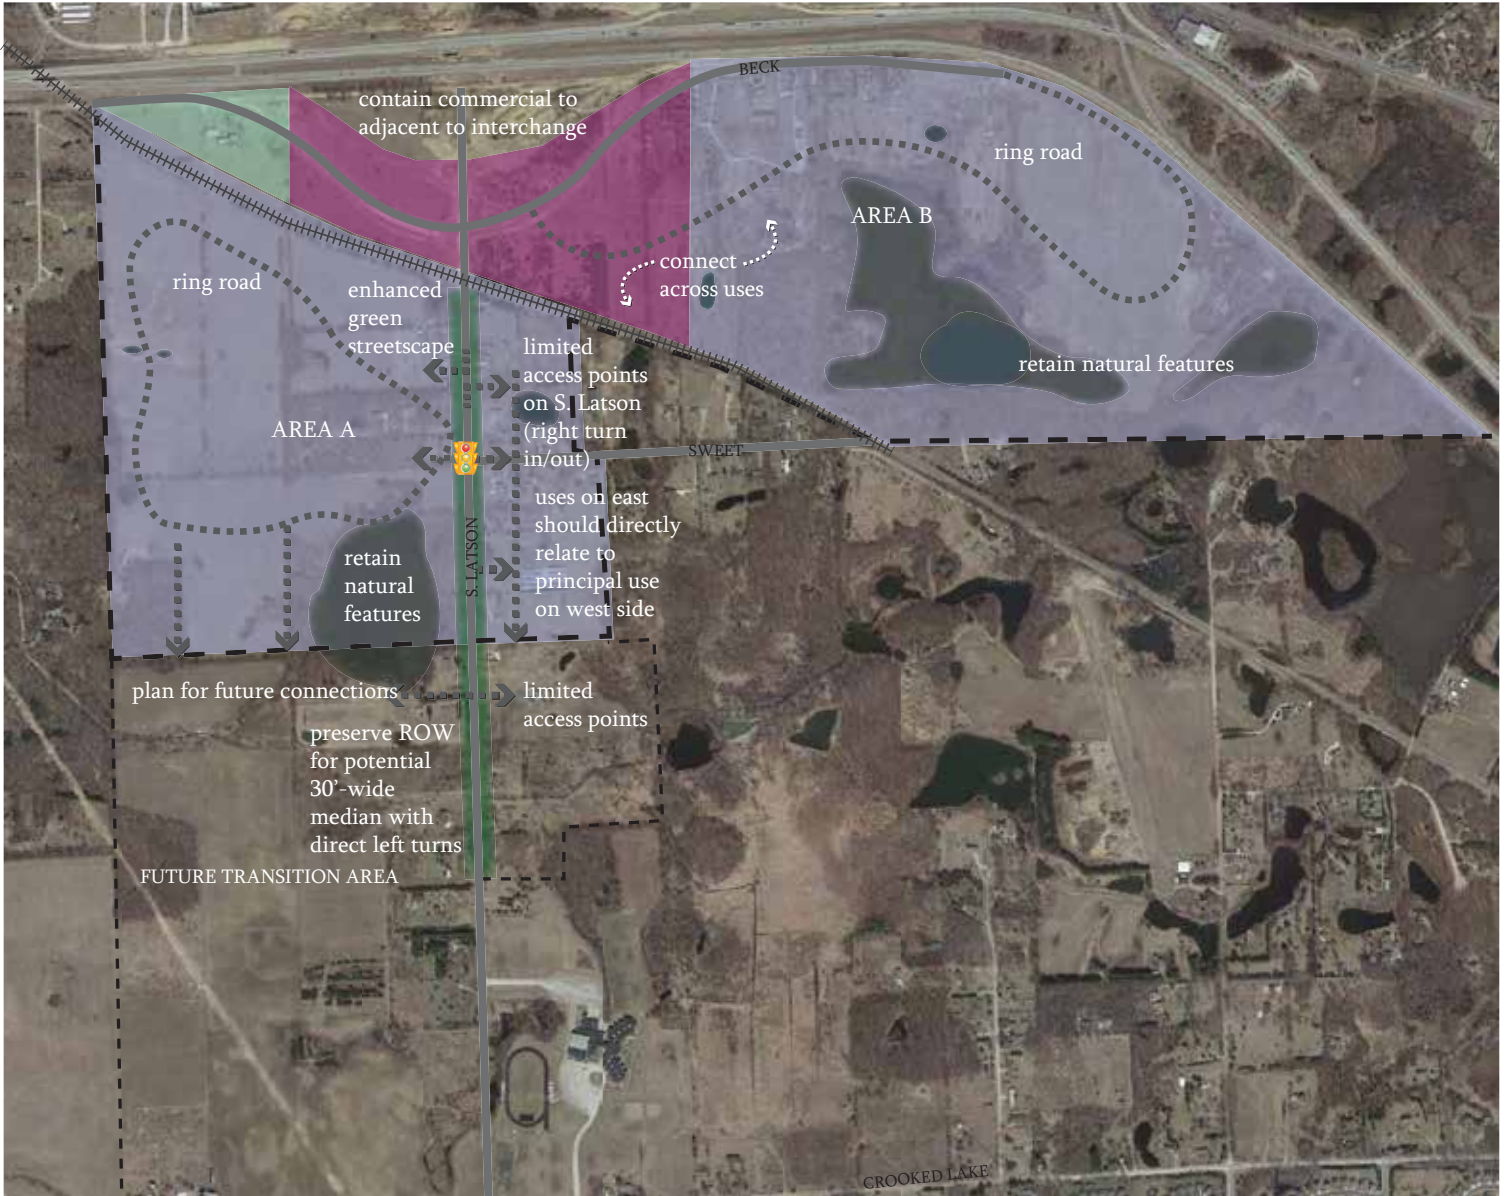 BECK
contain commercial to
adjacent to interchange
ring road
AREA B
connect
across uses
ring road
enhanced
green
streetscape
limited
access points
on S. Latson
(right turn
in/out)
retain natural features
AREA A
SWEET
uses on east
should directly
relate to
principal use
on west side
S. LATSON
retain
natural
features
plan for future connections
limited
access points
preserve ROW
for potential
30’-wide
median with
direct left turns
FUTURE TRANSITION AREA
CROOKED LAKE